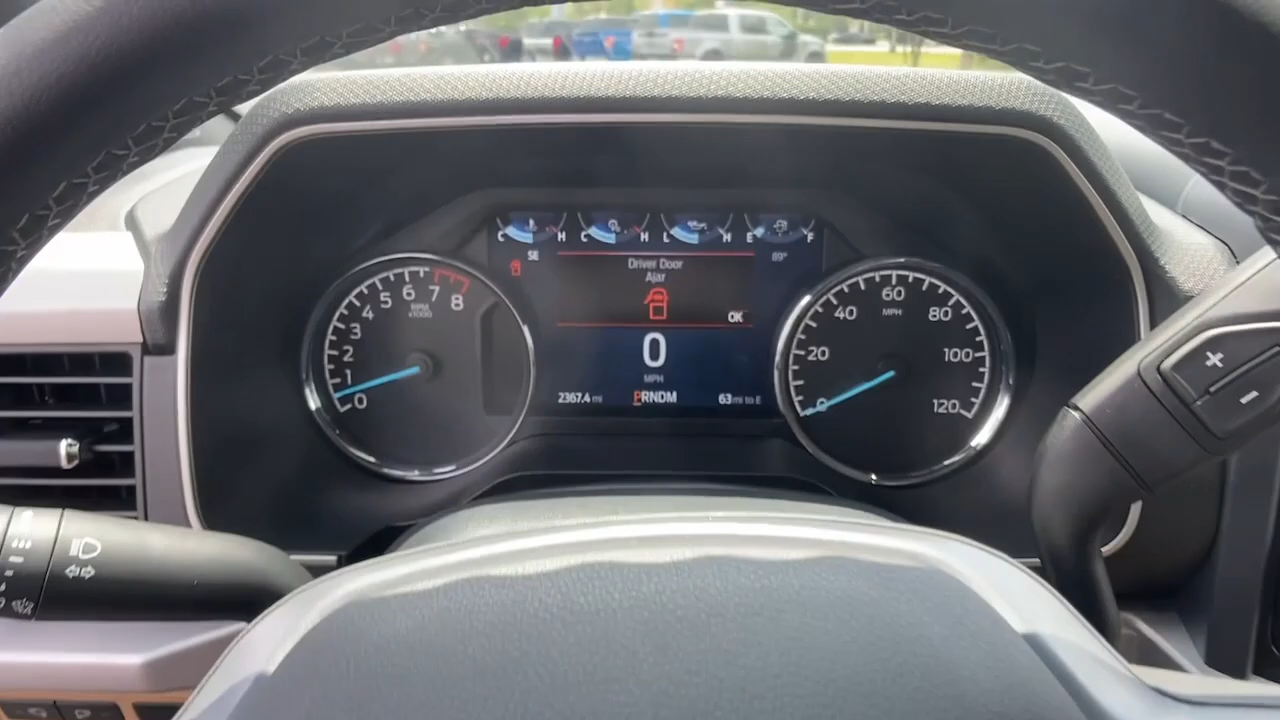 C H C H L H E F
SE
89°
Driver Door
Ajar
OK
0
MPH
2367.4 mi
PRNDM
63 mi to E
0 1 2 3 4 5 6 7 8
RPM
x1000
0 20 40 60 80 100 120
MPH
+
-